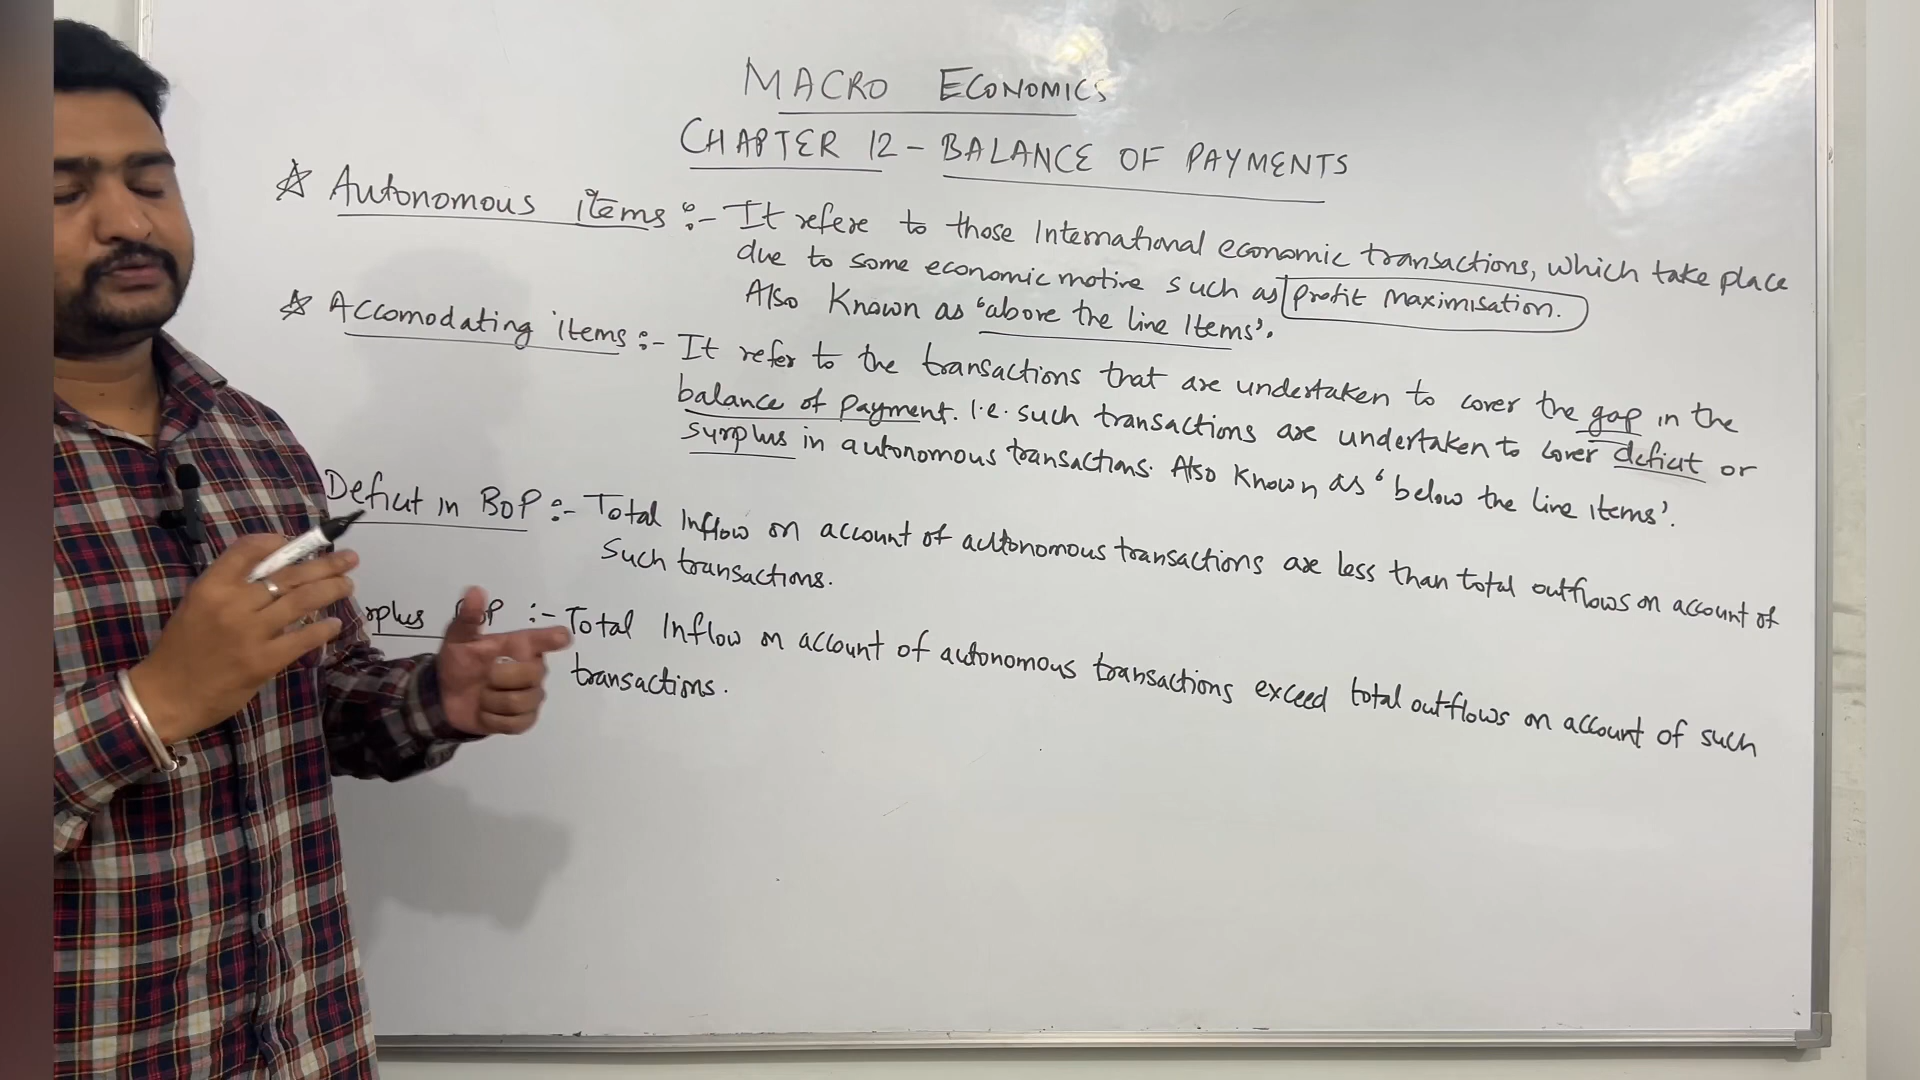 MACRO ECONOMICS
CHAPTER 12 - BALANCE OF PAYMENTS
☆ Autonomous items :- It refere to those International economic transactions, which take place
due to some economic motive such as profit maximisation.
Also Known as 'above the line Items'.
☆ Accomodating items :- It refer to the transactions that are undertaken to cover the gap in the
balance of payment. i.e. such transactions are undertaken to cover deficit or
surplus in autonomous transactions. Also Known as 'below the line items'.
Deficit in BOP :- Total Inflow on account of autonomous transactions are less than total outflows on account of
Such transactions.
rplus BoP :- Total Inflow on account of autonomous transactions exceed total outflows on account of such
transactions.